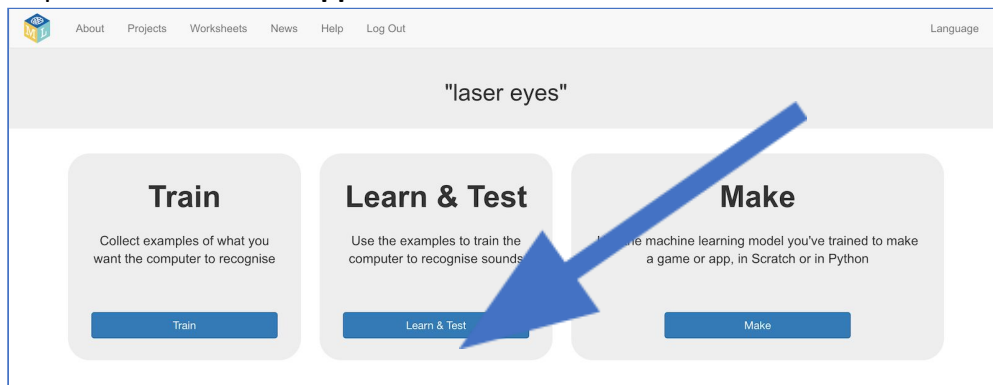 About Projects Worksheets News Help Log Out Language
"laser eyes"
Train
Collect examples of what you
want the computer to recognise
Train
Learn & Test
Use the examples to train the
computer to recognise sounds
Learn & Test
Make
the machine learning model you've trained to make
a game or app, in Scratch or in Python
Make